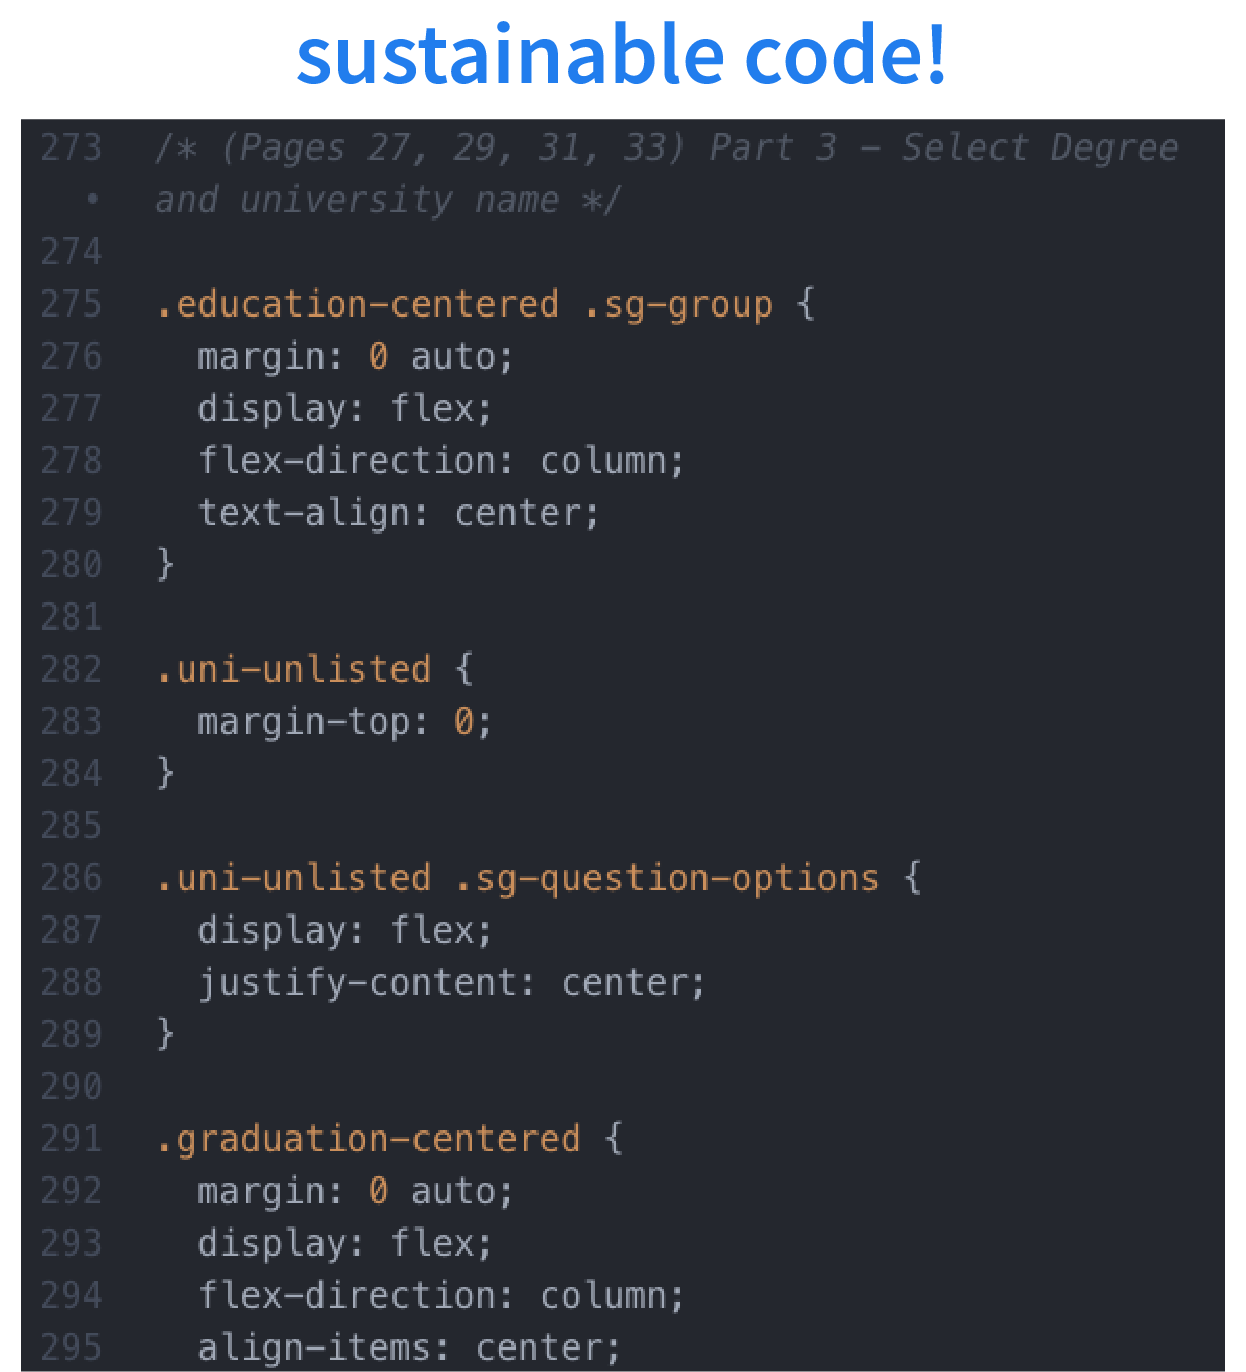 sustainable code!
273 /* (Pages 27, 29, 31, 33) Part 3 – Select Degree
• and university name */
274
275 .education-centered .sg-group {
276 margin: 0 auto;
277 display: flex;
278 flex-direction: column;
279 text-align: center;
280 }
281
282 .uni-unlisted {
283 margin-top: 0;
284 }
285
286 .uni-unlisted .sg-question-options {
287 display: flex;
288 justify-content: center;
289 }
290
291 .graduation-centered {
292 margin: 0 auto;
293 display: flex;
294 flex-direction: column;
295 align-items: center;